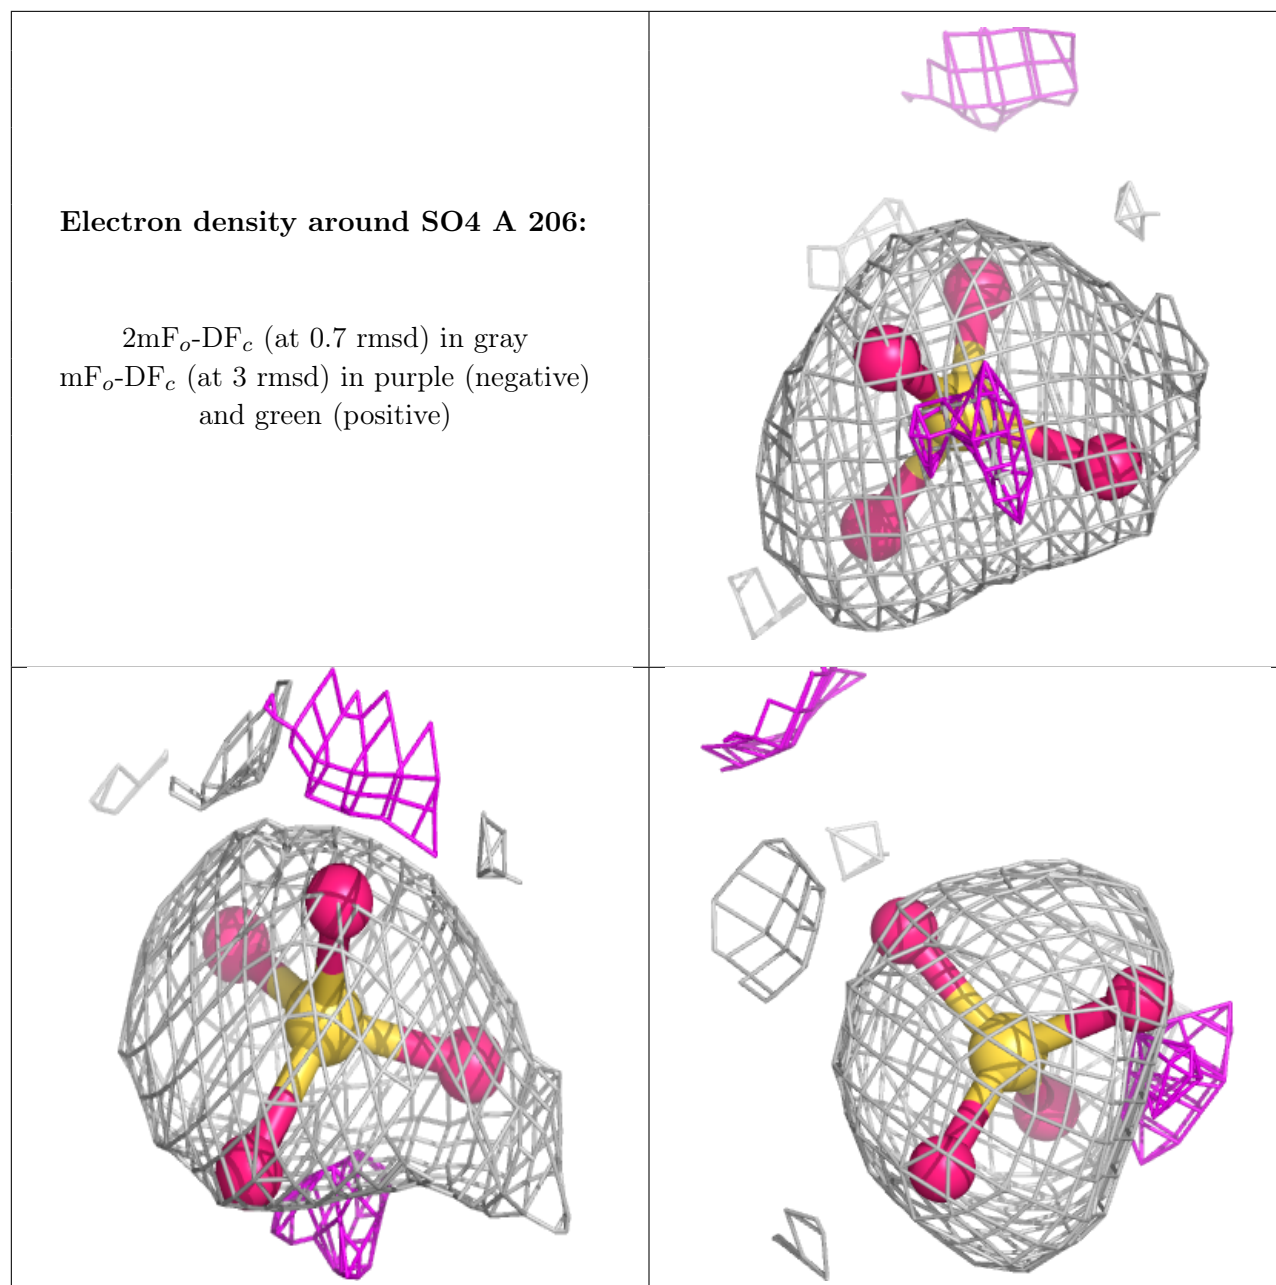 Electron density around SO4 A 206:
2mFo-DFc (at 0.7 rmsd) in gray
mFo-DFc (at 3 rmsd) in purple (negative)
and green (positive)